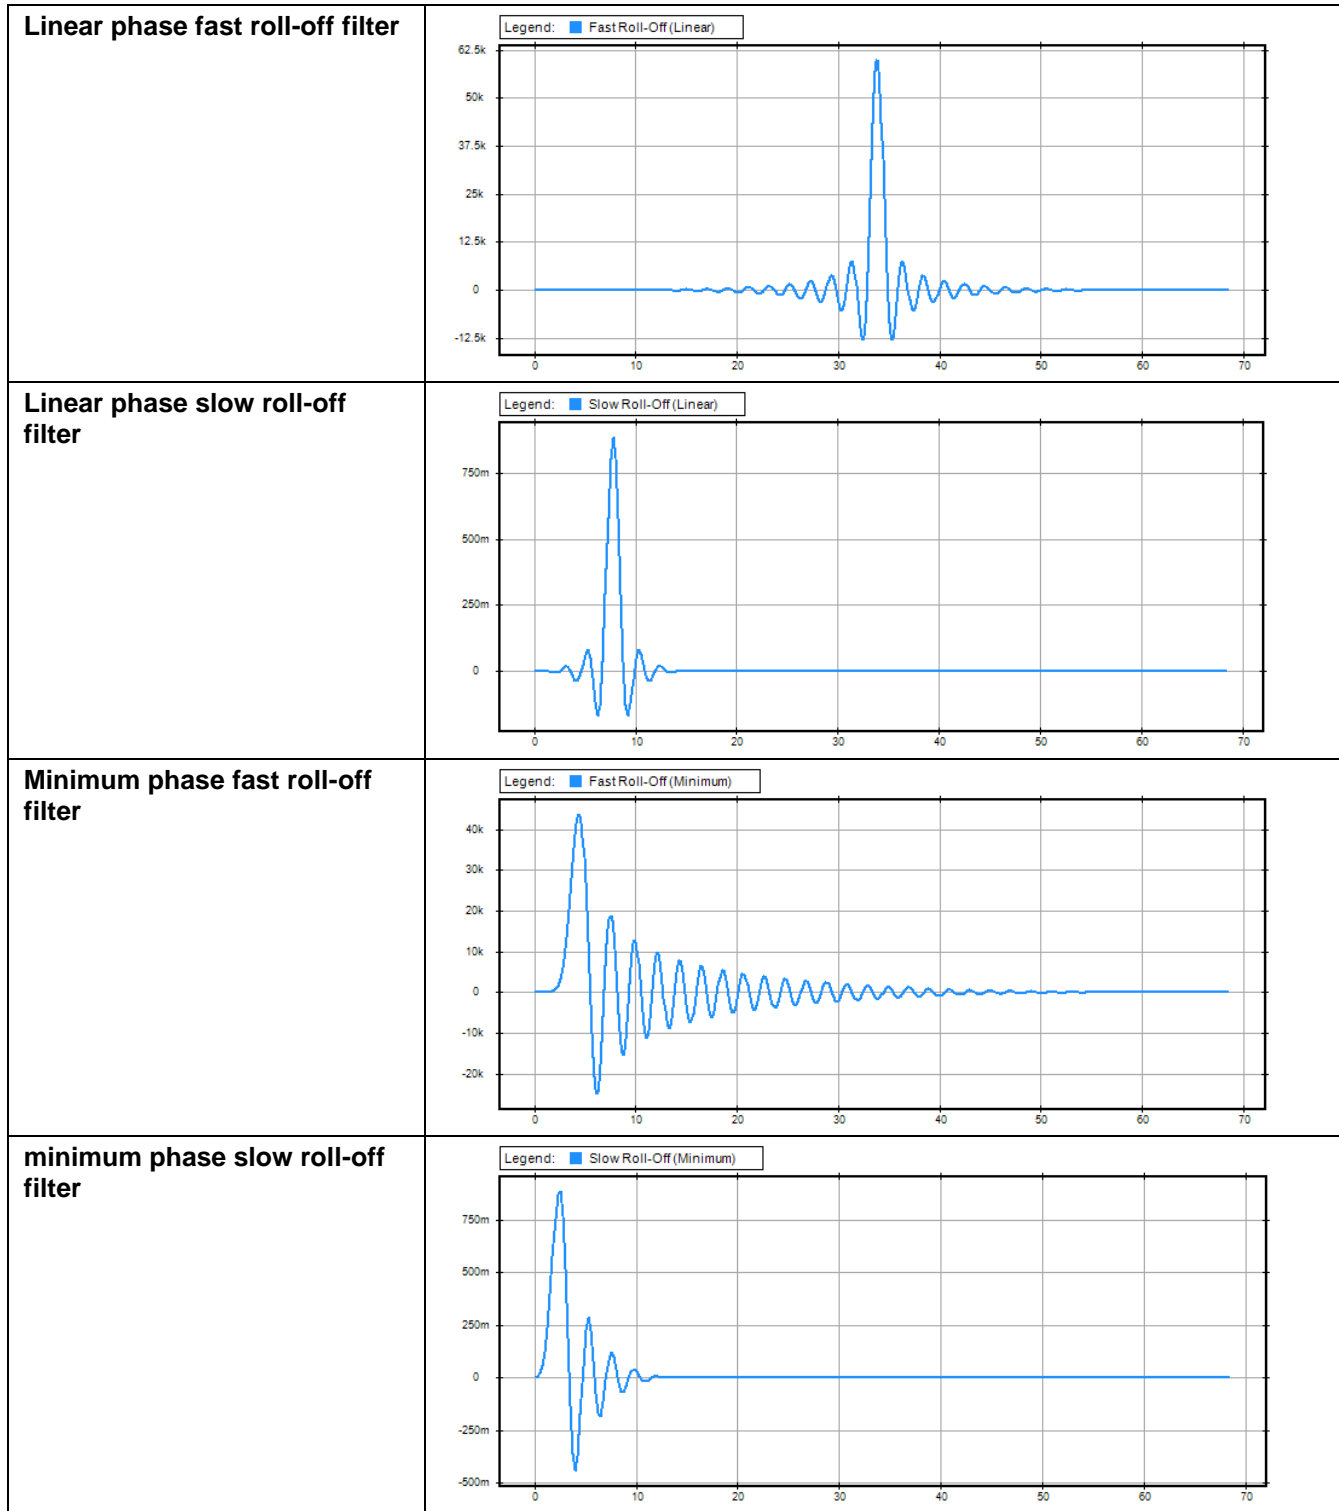 Linear phase fast roll-off filter
Legend: Fast Roll-Off (Linear)
62.5k
50k
37.5k
25k
12.5k
0
-12.5k
0 10 20 30 40 50 60 70
Linear phase slow roll-off
filter
Legend: Slow Roll-Off (Linear)
750m
500m
250m
0
0 10 20 30 40 50 60 70
Minimum phase fast roll-off
filter
Legend: Fast Roll-Off (Minimum)
40k
30k
20k
10k
0
-10k
-20k
0 10 20 30 40 50 60 70
minimum phase slow roll-off
filter
Legend: Slow Roll-Off (Minimum)
750m
500m
250m
0
-250m
-500m
0 10 20 30 40 50 60 70